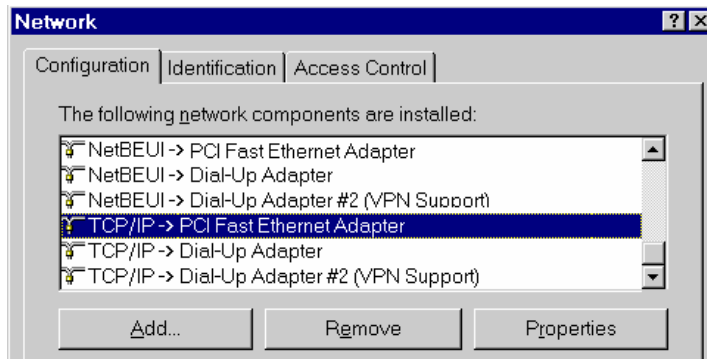 Network
Configuration Identification Access Control
The following network components are installed:
NetBEUI -> PCI Fast Ethernet Adapter
NetBEUI -> Dial-Up Adapter
NetBEUI -> Dial-Up Adapter #2 (VPN Support)
TCP/IP -> PCI Fast Ethernet Adapter
TCP/IP -> Dial-Up Adapter
TCP/IP -> Dial-Up Adapter #2 (VPN Support)
Add... Remove Properties